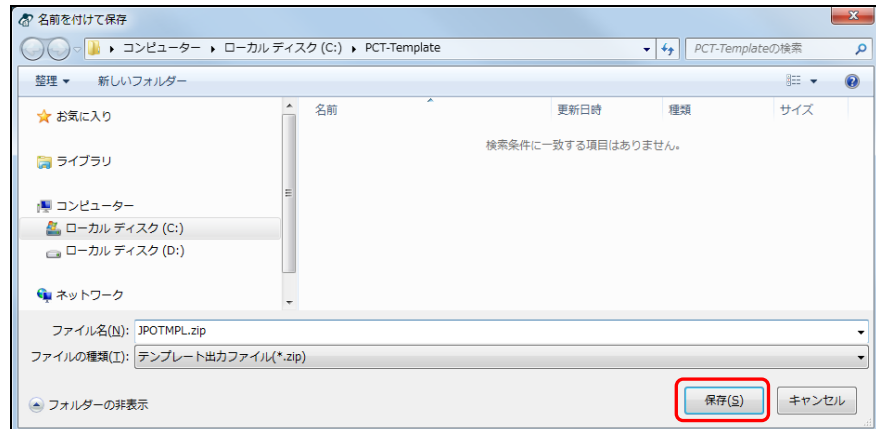 名前を付けて保存
コンピューター ▸ ローカル ディスク (C:) ▸ PCT-Template
PCT-Templateの検索
整理 新しいフォルダー
名前 更新日時 種類 サイズ
検索条件に一致する項目はありません。
お気に入り
ライブラリ
コンピューター
ローカル ディスク (C:)
ローカル ディスク (D:)
ネットワーク
ファイル名(N): JPOTMPL.zip
ファイルの種類(T): テンプレート出力ファイル(*.zip)
フォルダーの非表示
保存(S) キャンセル